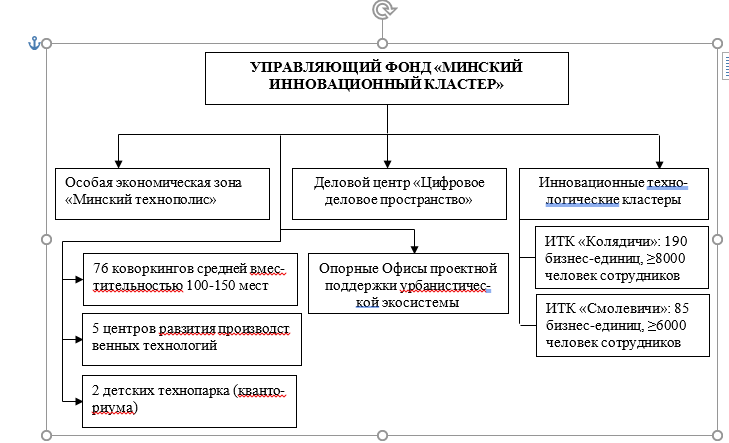 УПРАВЛЯЮЩИЙ ФОНД «МИНСКИЙ
ИННОВАЦИОННЫЙ КЛАСТЕР»
Особая экономическая зона
«Минский технополис»
Деловой центр «Цифровое
деловое пространство»
Инновационные техно-
логические кластеры
76 коворкингов средней вмес-
тительностью 100-150 мест
Опорные Офисы проектной
поддержки урбанистичес-
кой экосистемы
ИТК «Колядичи»: 190
бизнес-единиц, ≥8000
человек сотрудников
5 центров равзития производст
венных технологий
ИТК «Смолевичи»: 85
бизнес-единиц, ≥6000
человек сотрудников
2 детских технопарка (кванто-
риума)